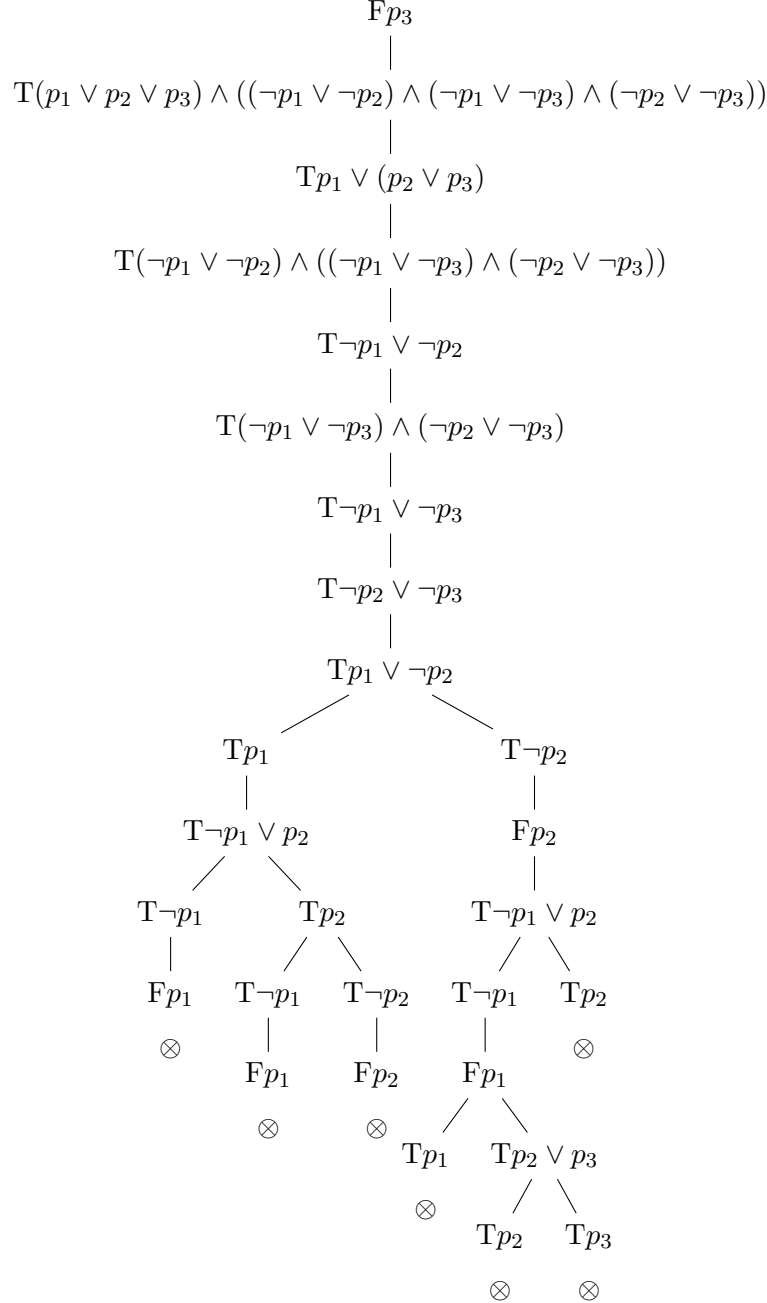 Fp₃
T(p₁ ∨ p₂ ∨ p₃) ∧ ((¬p₁ ∨ ¬p₂) ∧ (¬p₁ ∨ ¬p₃) ∧ (¬p₂ ∨ ¬p₃))
Tp₁ ∨ (p₂ ∨ p₃)
T(¬p₁ ∨ ¬p₂) ∧ ((¬p₁ ∨ ¬p₃) ∧ (¬p₂ ∨ ¬p₃))
T¬p₁ ∨ ¬p₂
T(¬p₁ ∨ ¬p₃) ∧ (¬p₂ ∨ ¬p₃)
T¬p₁ ∨ ¬p₃
T¬p₂ ∨ ¬p₃
Tp₁ ∨ ¬p₂
Tp₁ T¬p₂
T¬p₁ ∨ p₂ Fp₂
T¬p₁ Tp₂ T¬p₁ ∨ p₂
Fp₁ T¬p₁ T¬p₂ T¬p₁ Tp₂
⊗ ⊗
Fp₁ Fp₂ Fp₁
⊗ ⊗
Tp₁ Tp₂ ∨ p₃
⊗
Tp₂ Tp₃
⊗ ⊗